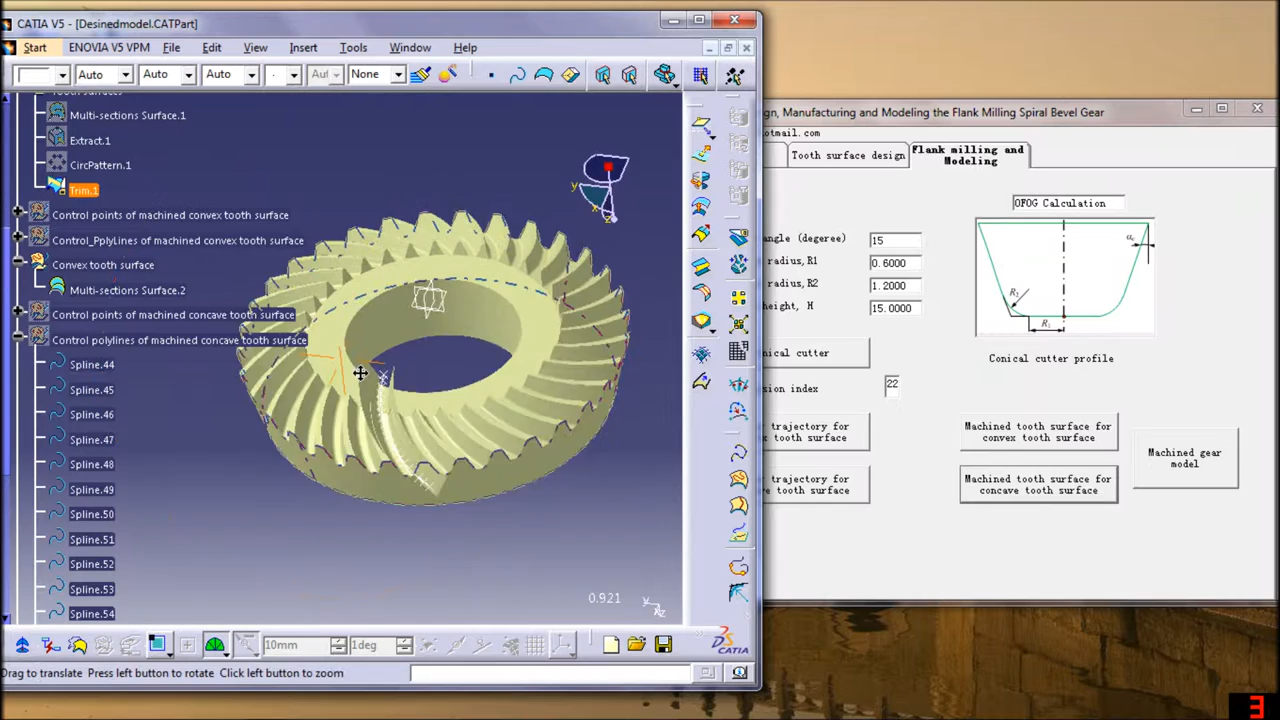 CATIA V5 - [Desinedmodel.CATPart]
Start ENOVIA V5 VPM File Edit View Insert Tools Window Help
Auto Auto Auto Aut None
Multi-sections Surface.1
Extract.1
CircPattern.1
Trim.1
Control points of machined convex tooth surface
Control_PplyLines of machined convex tooth surface
Convex tooth surface
Multi-sections Surface.2
Control points of machined concave tooth surface
Control polylines of machined concave tooth surface
Spline.44
Spline.45
Spline.46
Spline.47
Spline.48
Spline.49
Spline.50
Spline.51
Spline.52
Spline.53
Spline.54
y
x
z
0.921
y
z
10mm 1deg
CATIA
Drag to translate Press left button to rotate Click left button to zoom
n, Manufacturing and Modeling the Flank Milling Spiral Bevel Gear
otmail.com
Tooth surface design
Flank milling and
Modeling
OFOG Calculation
angle (degree) 15
radius,R1 0.6000
radius,R2 1.2000
height, H 15.0000
R2
R1
Conical cutter profile
nical cutter
sion index 22
trajectory for
ex tooth surface
Machined tooth surface for
convex tooth surface
trajectory for
ve tooth surface
Machined tooth surface for
concave tooth surface
Machined gear
model
3